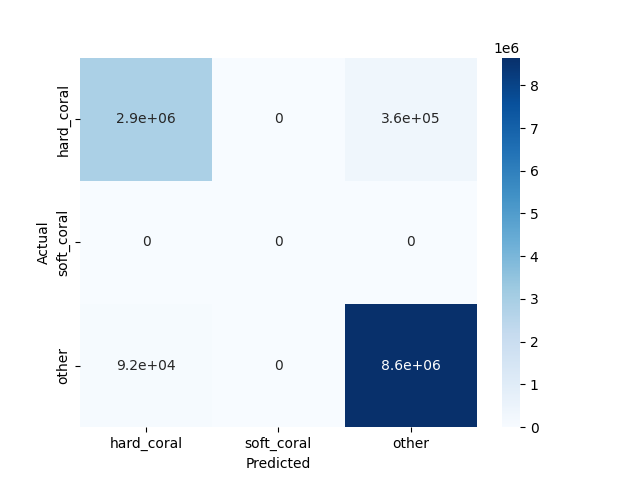 1e6
hard_coral
2.9e+06 0 3.6e+05
Actual
soft_coral
0 0 0
other
9.2e+04 0 8.6e+06
hard_coral soft_coral other
Predicted
8
7
6
5
4
3
2
1
0